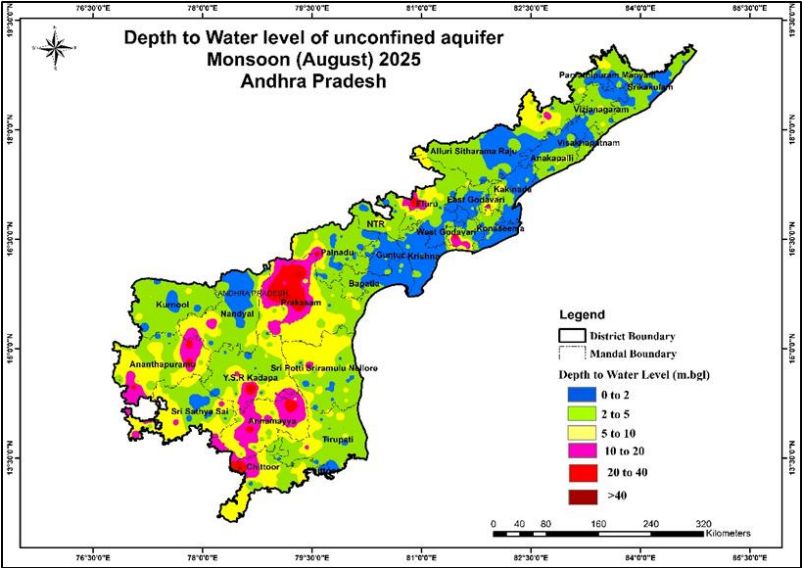 Depth to Water level of unconfined aquifer
Monsoon (August) 2025
Andhra Pradesh
N
Parvathipuram Manyam
Srikakulam
Vizianagaram
Visakhapatnam
Alluri Sitharama Raju
Anakapalli
Kakinada
East Godavari
Eluru
Konaseema
NTR
West Godavari
Palnadu
Guntur
Krishna
Bapatla
ANDHRA PRADESH
Kurnool
Prakasam
Nandyal
Ananthapuramu
Sri Potti Sriramulu Nellore
Y.S.R Kadapa
Sri Sathya Sai
Annamayya
Tirupati
Chittoor
Legend
District Boundary
Mandal Boundary
Depth to Water Level (m.bgl)
0 to 2
2 to 5
5 to 10
10 to 20
20 to 40
>40
0 40 80 160 240 320
Kilometers
76°30'0"E 78°0'0"E 79°30'0"E 81°0'0"E 82°30'0"E 84°0'0"E 85°30'0"E